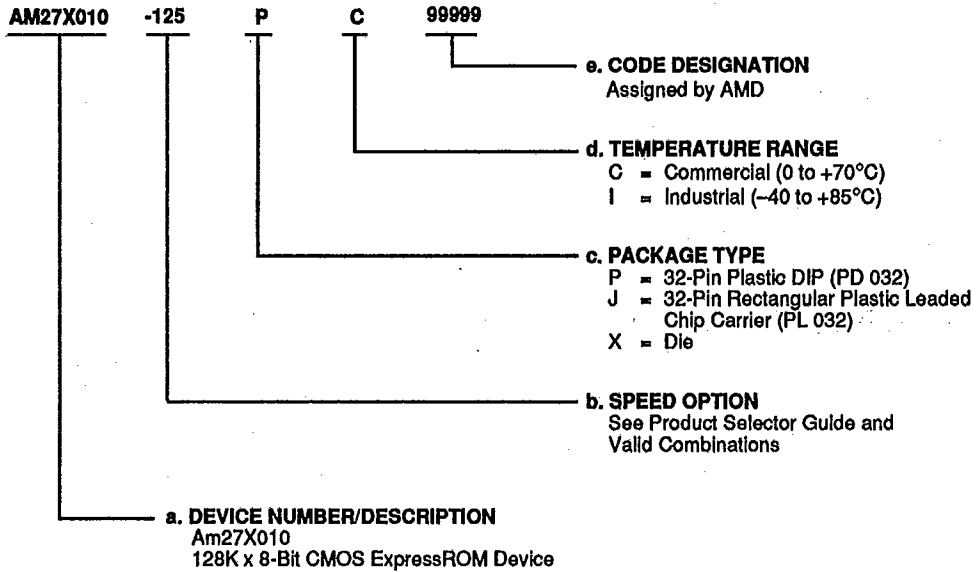 AM27X010 -125 P C 99999
e. CODE DESIGNATION
Assigned by AMD
d. TEMPERATURE RANGE
C = Commercial (0 to +70°C)
I = Industrial (–40 to +85°C)
c. PACKAGE TYPE
P = 32-Pin Plastic DIP (PD 032)
J = 32-Pin Rectangular Plastic Leaded
Chip Carrier (PL 032)
X = Die
b. SPEED OPTION
See Product Selector Guide and
Valid Combinations
a. DEVICE NUMBER/DESCRIPTION
Am27X010
128K x 8-Bit CMOS ExpressROM Device